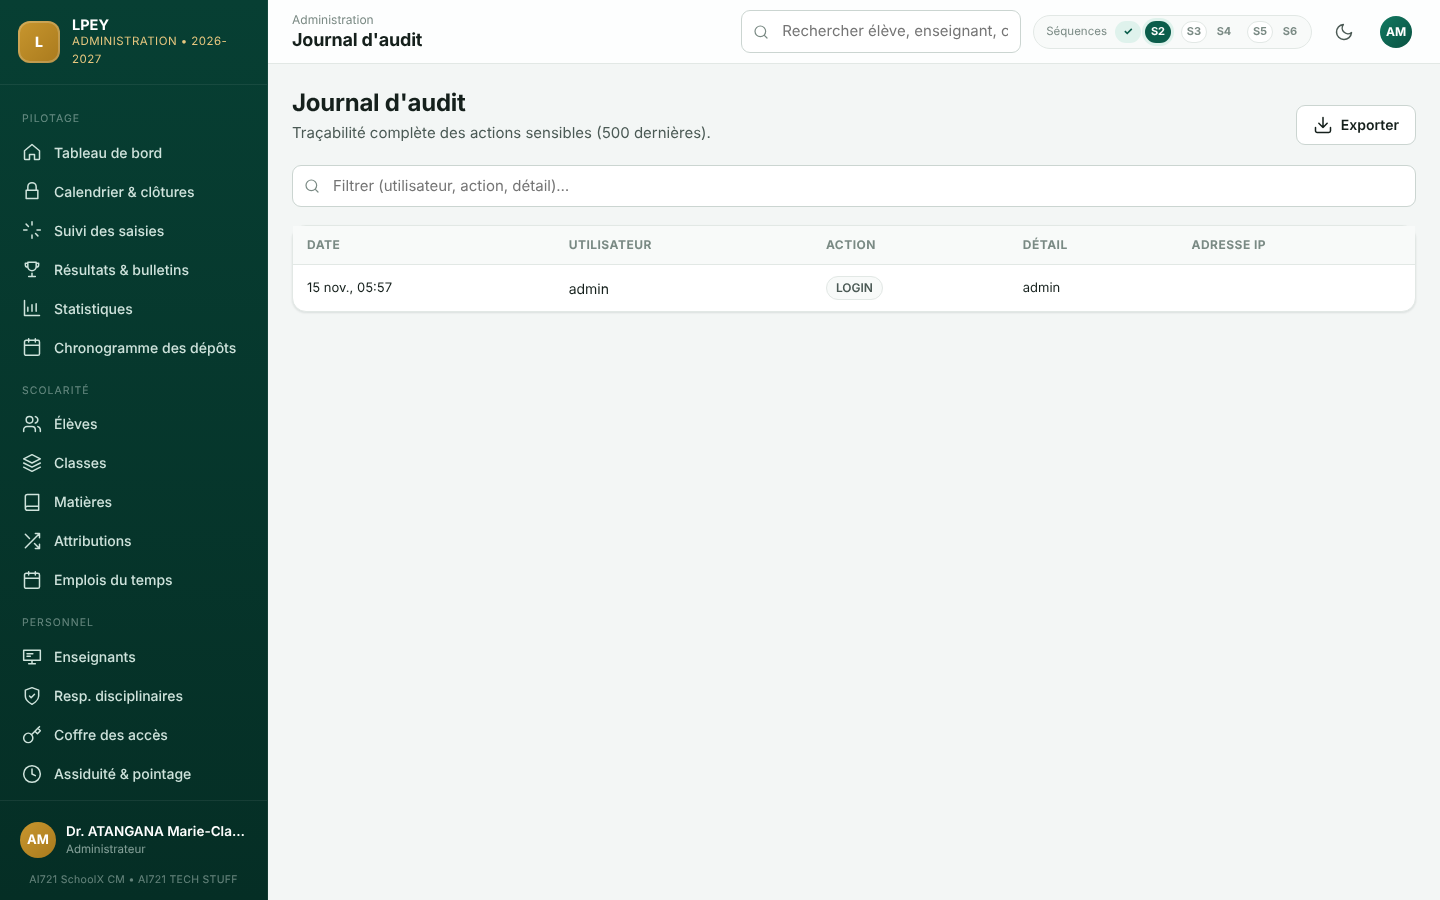 L
LPEY
ADMINISTRATION • 2026-
2027
PILOTAGE
Tableau de bord
Calendrier & clôtures
Suivi des saisies
Résultats & bulletins
Statistiques
Chronogramme des dépôts
SCOLARITÉ
Élèves
Classes
Matières
Attributions
Emplois du temps
PERSONNEL
Enseignants
Resp. disciplinaires
Coffre des accès
Assiduité & pointage
AM
Dr. ATANGANA Marie-Cla...
Administrateur
AI721 SchoolX CM • AI721 TECH STUFF
Administration
Journal d'audit
Rechercher élève, enseignant, c
Séquences ✓ S2 S3 S4 S5 S6
AM
Journal d'audit
Traçabilité complète des actions sensibles (500 dernières).
Exporter
Filtrer (utilisateur, action, détail)...
DATE UTILISATEUR ACTION DÉTAIL ADRESSE IP
15 nov., 05:57 admin LOGIN admin